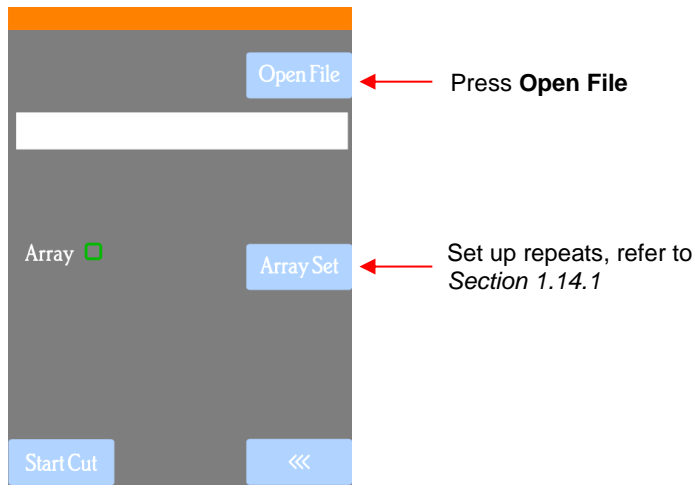 Open File
Press Open File
Array
Array Set
Set up repeats, refer to
Section 1.14.1
Start Cut
<<<